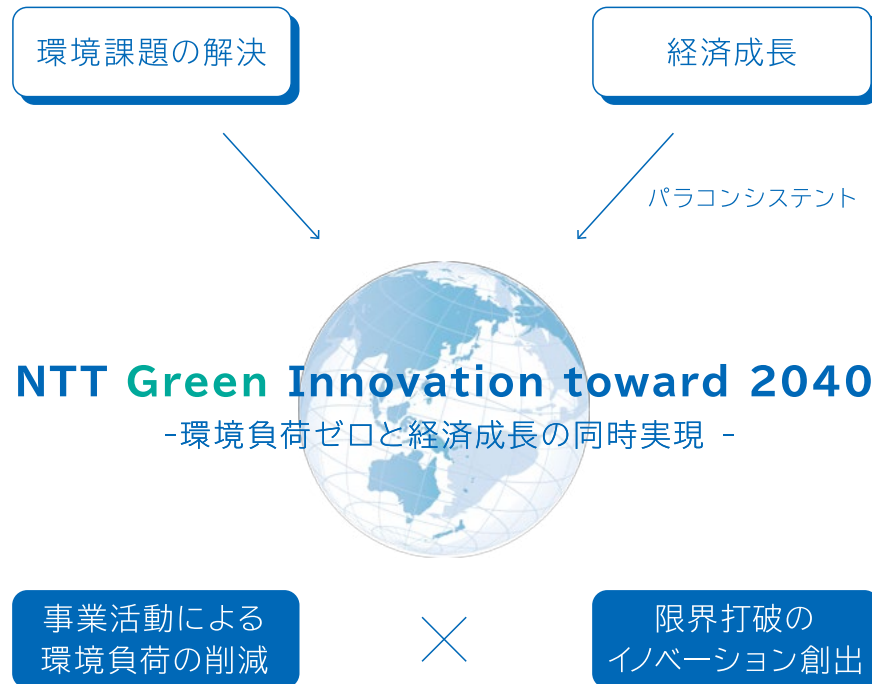 環境課題の解決
経済成長
パラコンシステント
NTT Green Innovation toward 2040
-環境負荷ゼロと経済成長の同時実現 -
事業活動による
環境負荷の削減
限界打破の
イノベーション創出